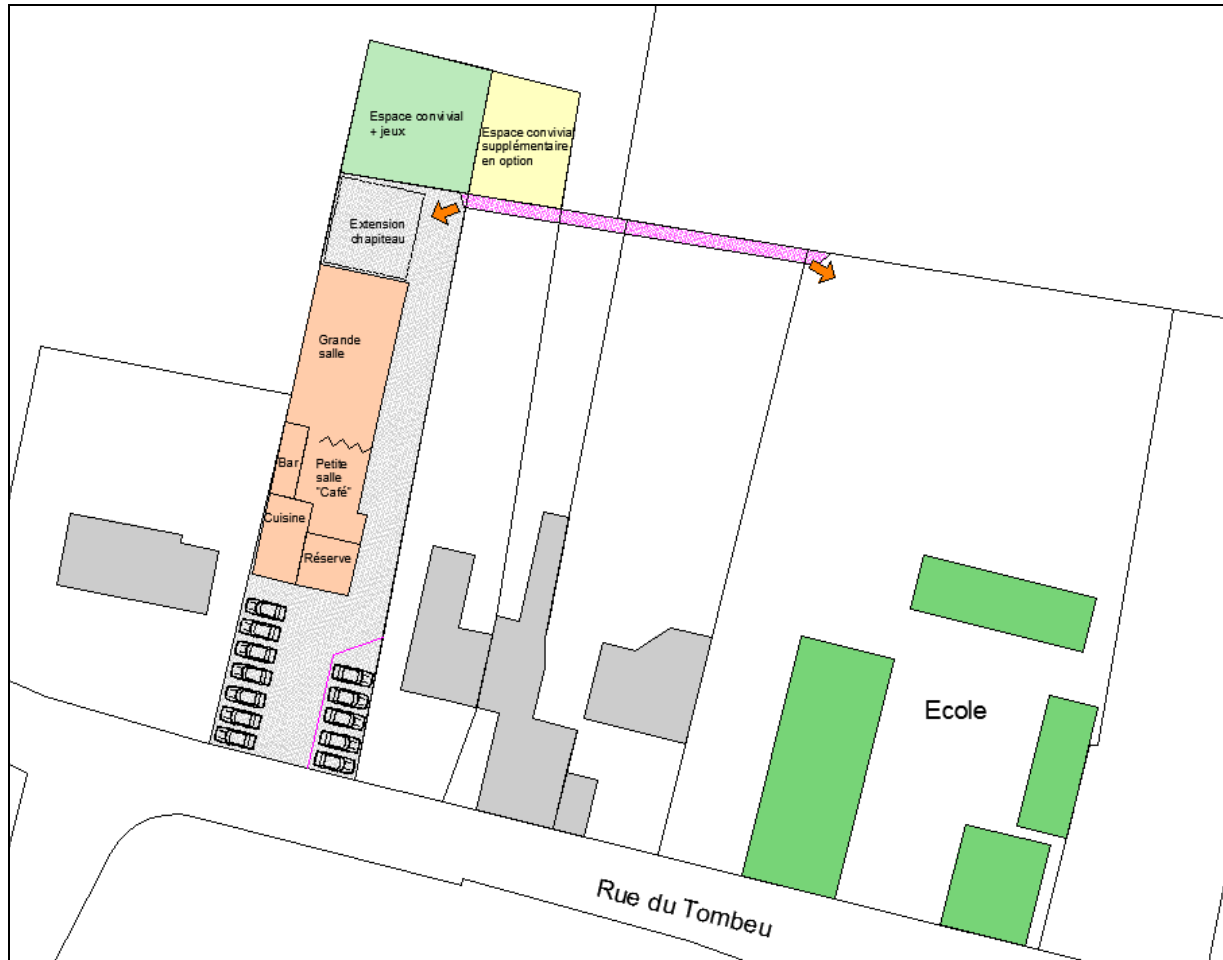 Espace convivial
+ jeux
Espace convivial
supplémentaire
en option
Extension
chapiteau
Grande
salle
Bar
Petite
salle
"Café"
Cuisine
Réserve
Ecole
Rue du Tombeu